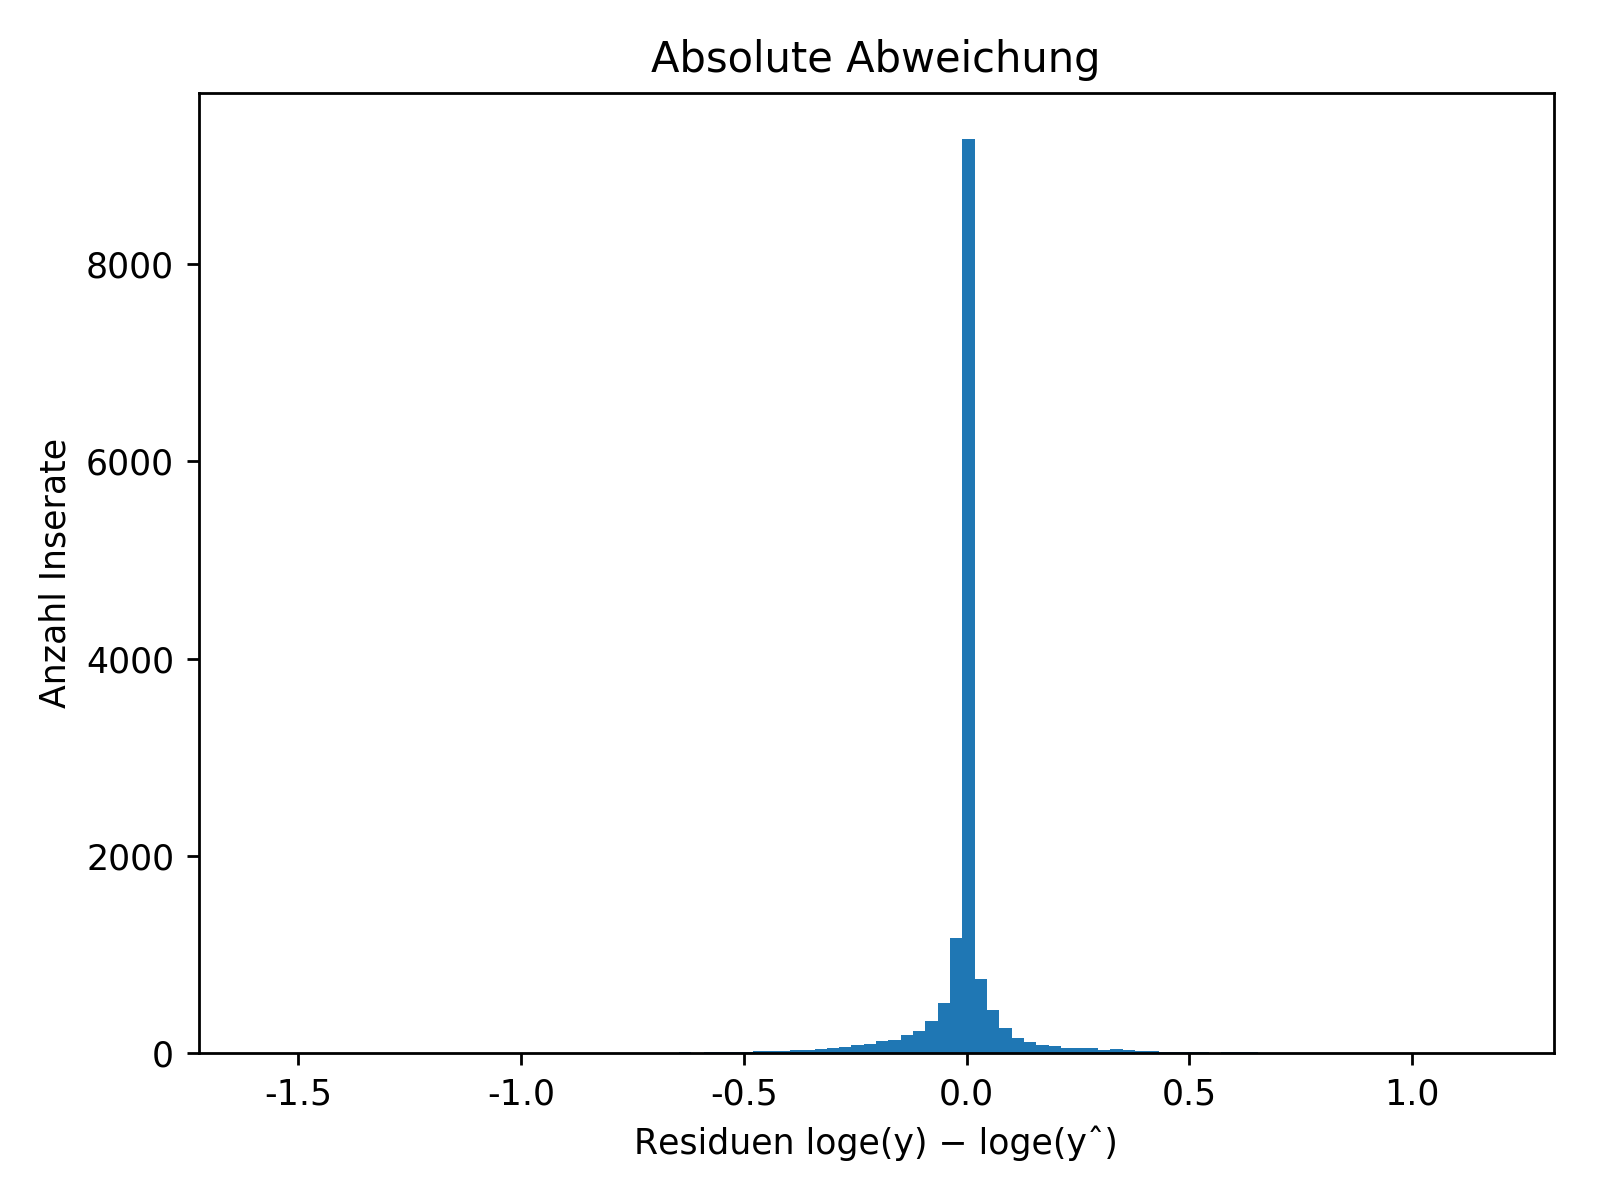 Absolute Abweichung
Anzahl Inserate
8000
6000
4000
2000
0
-1.5 -1.0 -0.5 0.0 0.5 1.0
Residuen loge(y) − loge(yˆ)